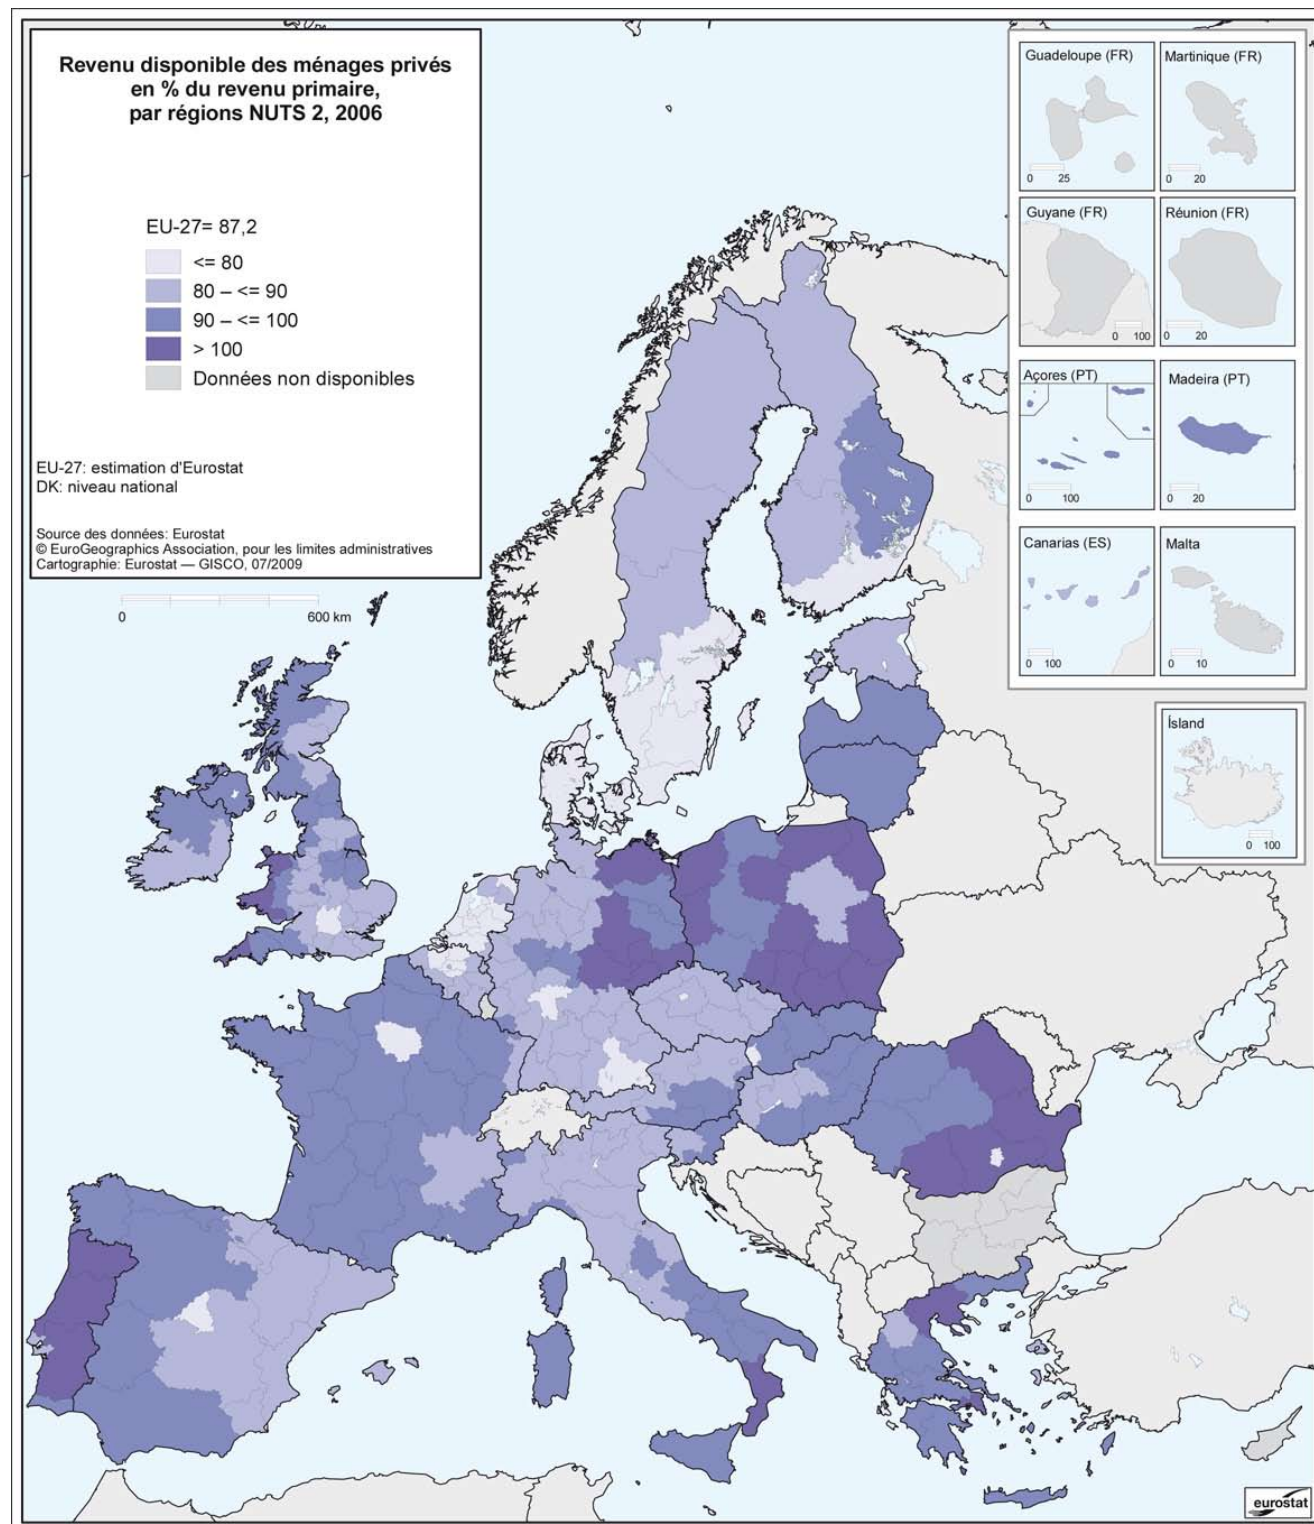 Revenu disponible des ménages privés
en % du revenu primaire,
par régions NUTS 2, 2006
EU-27= 87,2
<= 80
80 – <= 90
90 – <= 100
> 100
Données non disponibles
EU-27: estimation d'Eurostat
DK: niveau national
Source des données: Eurostat
© EuroGeographics Association, pour les limites administratives
Cartographie: Eurostat — GISCO, 07/2009
0 600 km
Guadeloupe (FR)
0 25
Martinique (FR)
0 20
Guyane (FR)
0 100
Réunion (FR)
0 20
Açores (PT)
0 100
Madeira (PT)
0 20
Canarias (ES)
0 100
Malta
0 10
Ísland
0 100
eurostat